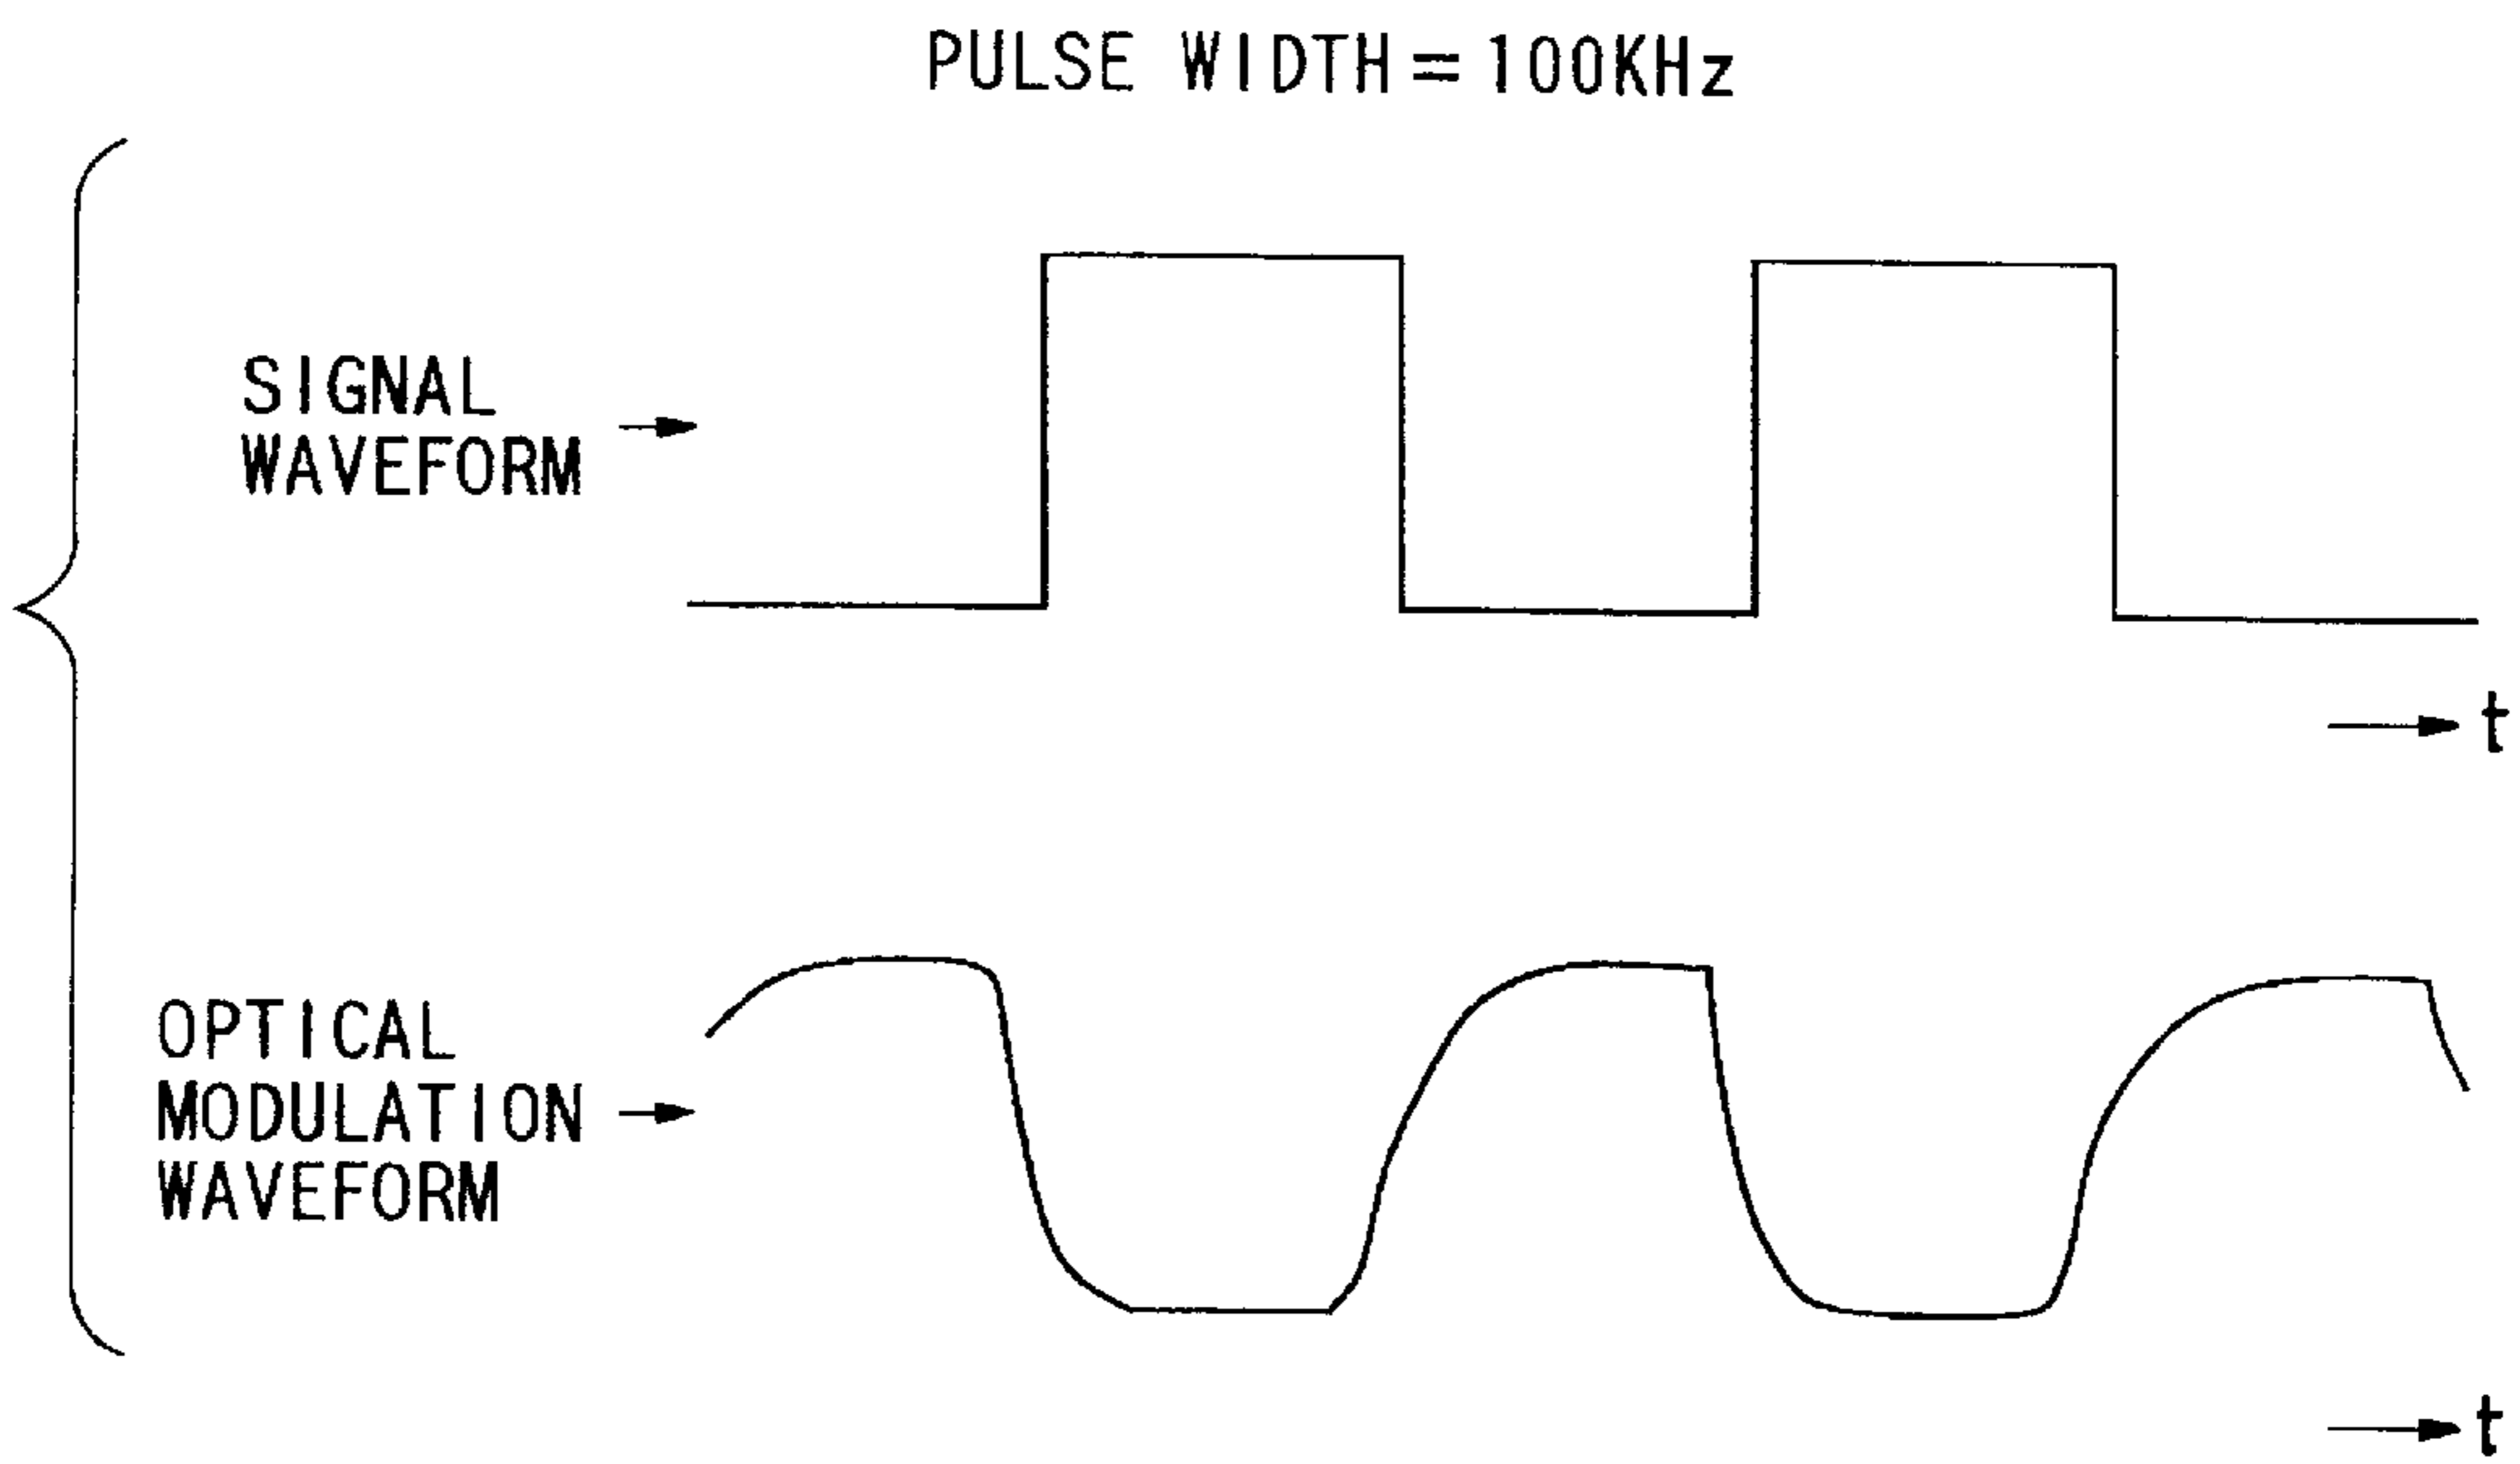 PULSE WIDTH=100KHz
SIGNAL
WAVEFORM
t
OPTICAL
MODULATION
WAVEFORM
t